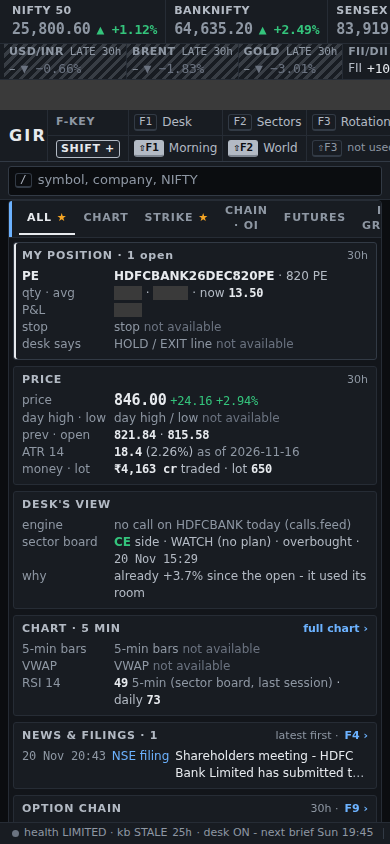 NIFTY 50 BANKNIFTY SENSEX
25,800.60 ▲ +1.12% 64,635.20 ▲ +2.49% 83,919
USD/INR LATE 30h BRENT LATE 30h GOLD LATE 30h FII/DII
– ▼ −0.66% – ▼ −1.83% – ▼ −3.01% FII +10
GIR F-KEY F1 Desk F2 Sectors F3 Rotation
SHIFT + ⇧F1 Morning ⇧F2 World ⇧F3 not used
/ symbol, company, NIFTY
ALL ★ CHART STRIKE ★ CHAIN · OI FUTURES
MY POSITION · 1 open 30h
PE HDFCBANK26DEC820PE · 820 PE
qty · avg · · now 13.50
P&L
stop stop not available
desk says HOLD / EXIT line not available
PRICE 30h
price 846.00 +24.16 +2.94%
day high · low day high / low not available
prev · open 821.84 · 815.58
ATR 14 18.4 (2.26%) as of 2026-11-16
money · lot ₹4,163 cr traded · lot 650
DESK'S VIEW
engine no call on HDFCBANK today (calls.feed)
sector board CE side · WATCH (no plan) · overbought ·
20 Nov 15:29
why already +3.7% since the open - it used its
room
CHART · 5 MIN full chart ›
5-min bars 5-min bars not available
VWAP VWAP not available
RSI 14 49 5-min (sector board, last session) ·
daily 73
NEWS & FILINGS · 1 latest first · F4 ›
20 Nov 20:43 NSE filing Shareholders meeting - HDFC
Bank Limited has submitted t…
OPTION CHAIN 30h · F9 ›
health LIMITED · kb STALE 25h · desk ON - next brief Sun 19:45